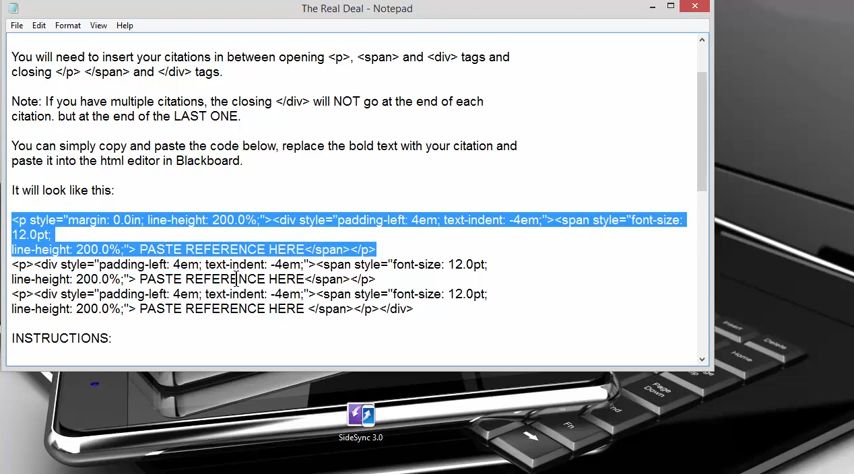 The Real Deal - Notepad
File Edit Format View Help
You will need to insert your citations in between opening <p>, <span> and <div> tags and
closing </p> </span> and </div> tags.
Note: If you have multiple citations, the closing </div> will NOT go at the end of each
citation. but at the end of the LAST ONE.
You can simply copy and paste the code below, replace the bold text with your citation and
paste it into the html editor in Blackboard.
It will look like this:
<p style="margin: 0.0in; line-height: 200.0%;"><div style="padding-left: 4em; text-indent: -4em;"><span style="font-size:
12.0pt;
line-height: 200.0%;"> PASTE REFERENCE HERE</span></p>
<p><div style="padding-left: 4em; text-indent: -4em;"><span style="font-size: 12.0pt;
line-height: 200.0%;"> PASTE REFERENCE HERE</span></p>
<p><div style="padding-left: 4em; text-indent: -4em;"><span style="font-size: 12.0pt;
line-height: 200.0%;"> PASTE REFERENCE HERE </span></p></div>
INSTRUCTIONS:
Insert
Delete
Home
Page
Down
Fn
SideSync 3.0